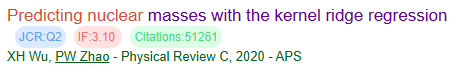 Predicting nuclear masses with the kernel ridge regression
JCR:Q2 IF:3.10 Citations:51261
XH Wu, PW Zhao - Physical Review C, 2020 - APS